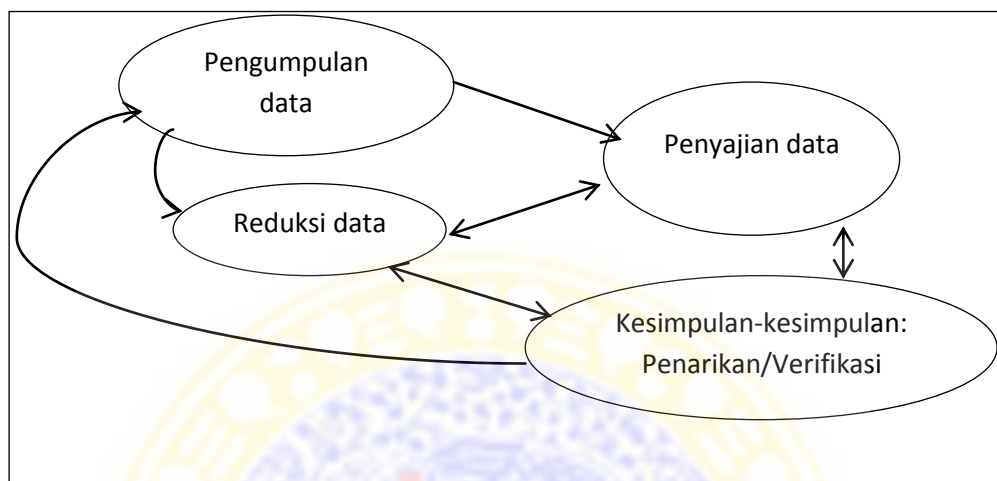 Pengumpulan
data
Penyajian data
Reduksi data
Kesimpulan-kesimpulan:
Penarikan/Verifikasi